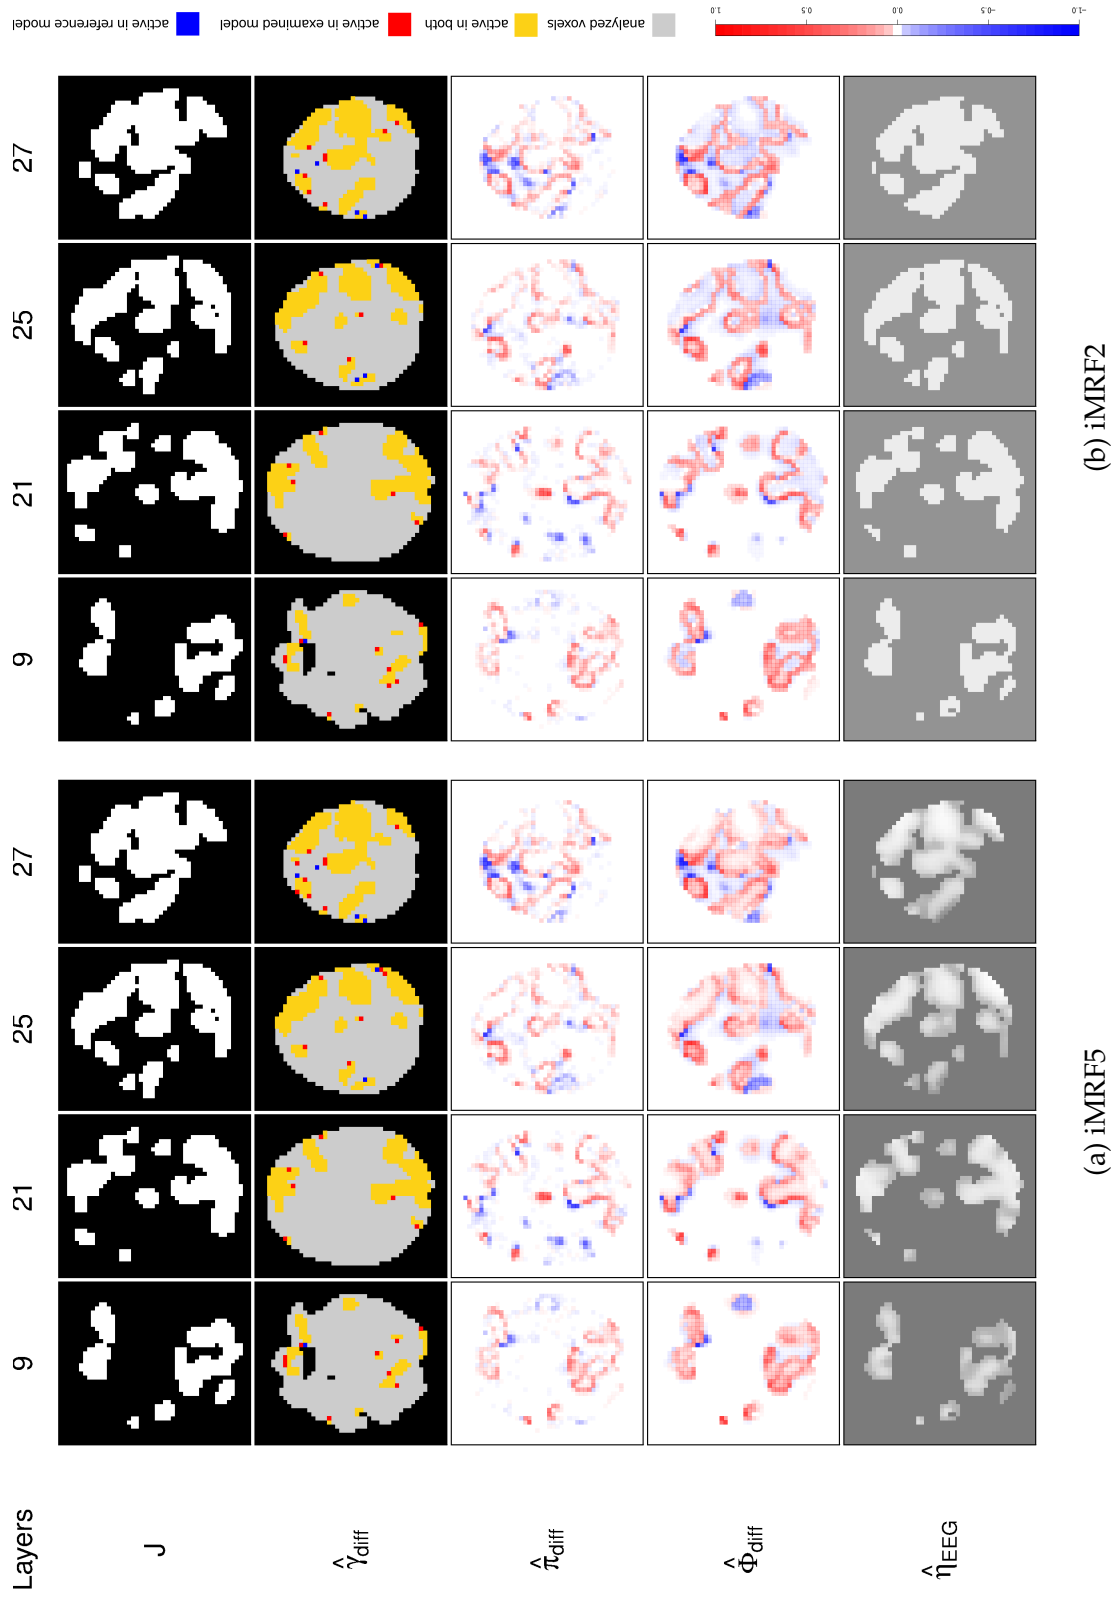 Layers
9
21
25
27
9
21
25
27
J
γ̂diff
π̂diff
Φ̂diff
η̂EEG
(a) iMRF5
(b) iMRF2
active in reference model
active in examined model
active in both
analyzed voxels
1.0
0.5
0.0
−0.5
−1.0